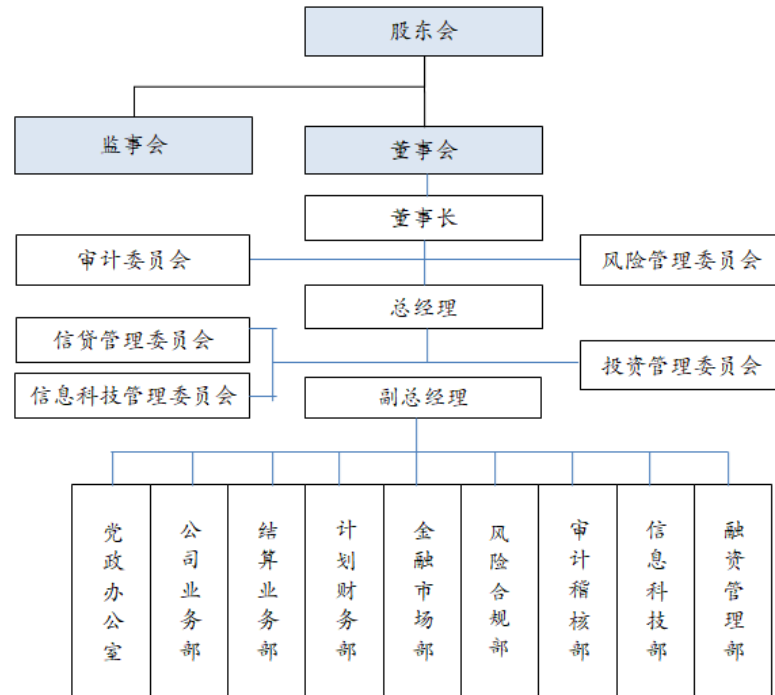 股东会
监事会
董事会
董事长
审计委员会
风险管理委员会
总经理
信贷管理委员会
投资管理委员会
信息科技管理委员会
副总经理
党政办公室
公司业务部
结算业务部
计划财务部
金融市场部
风险合规部
审计稽核部
信息科技部
融资管理部